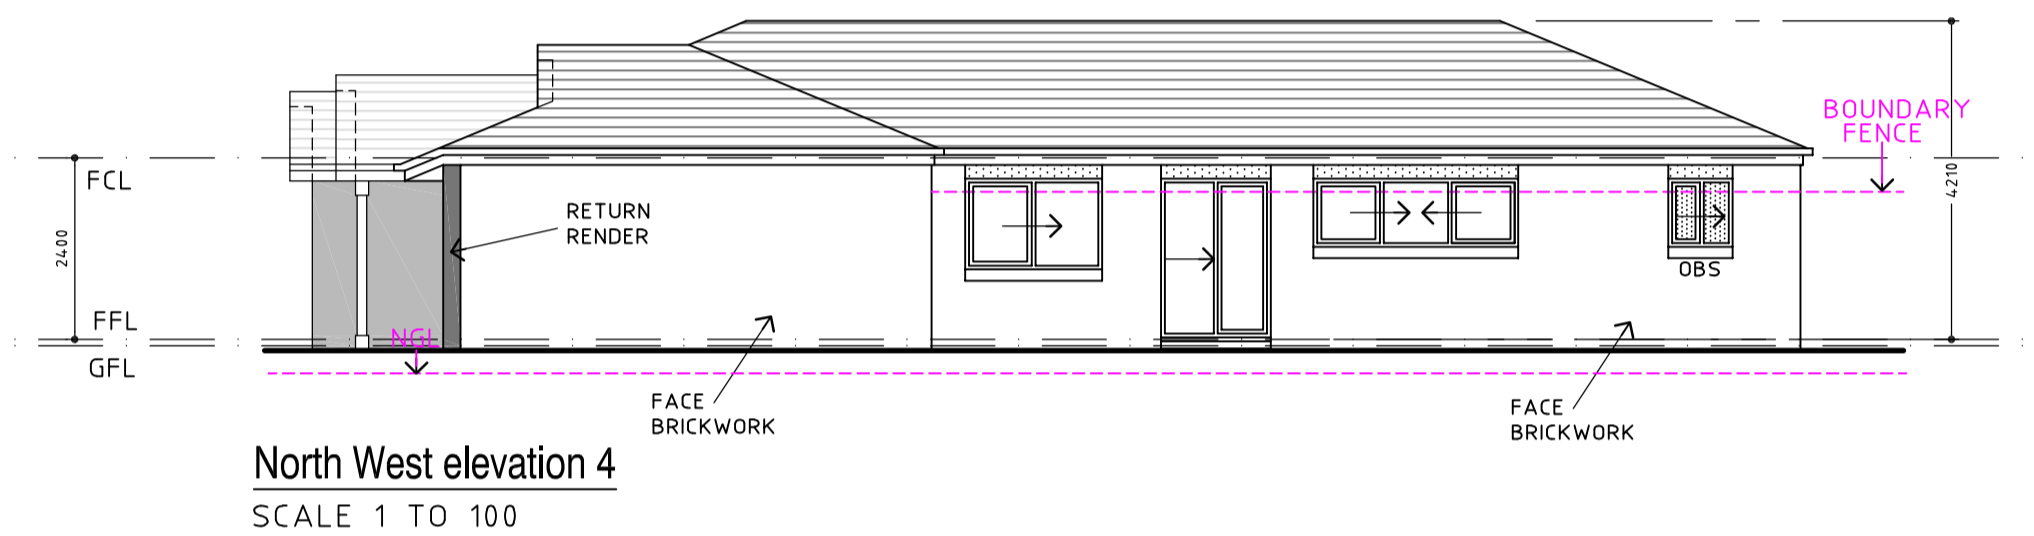 BOUNDARY
FENCE
FCL
4210
2400
RETURN
RENDER
OBS
FFL
NGL
GFL
FACE
BRICKWORK
FACE
BRICKWORK
North West elevation 4
SCALE 1 TO 100